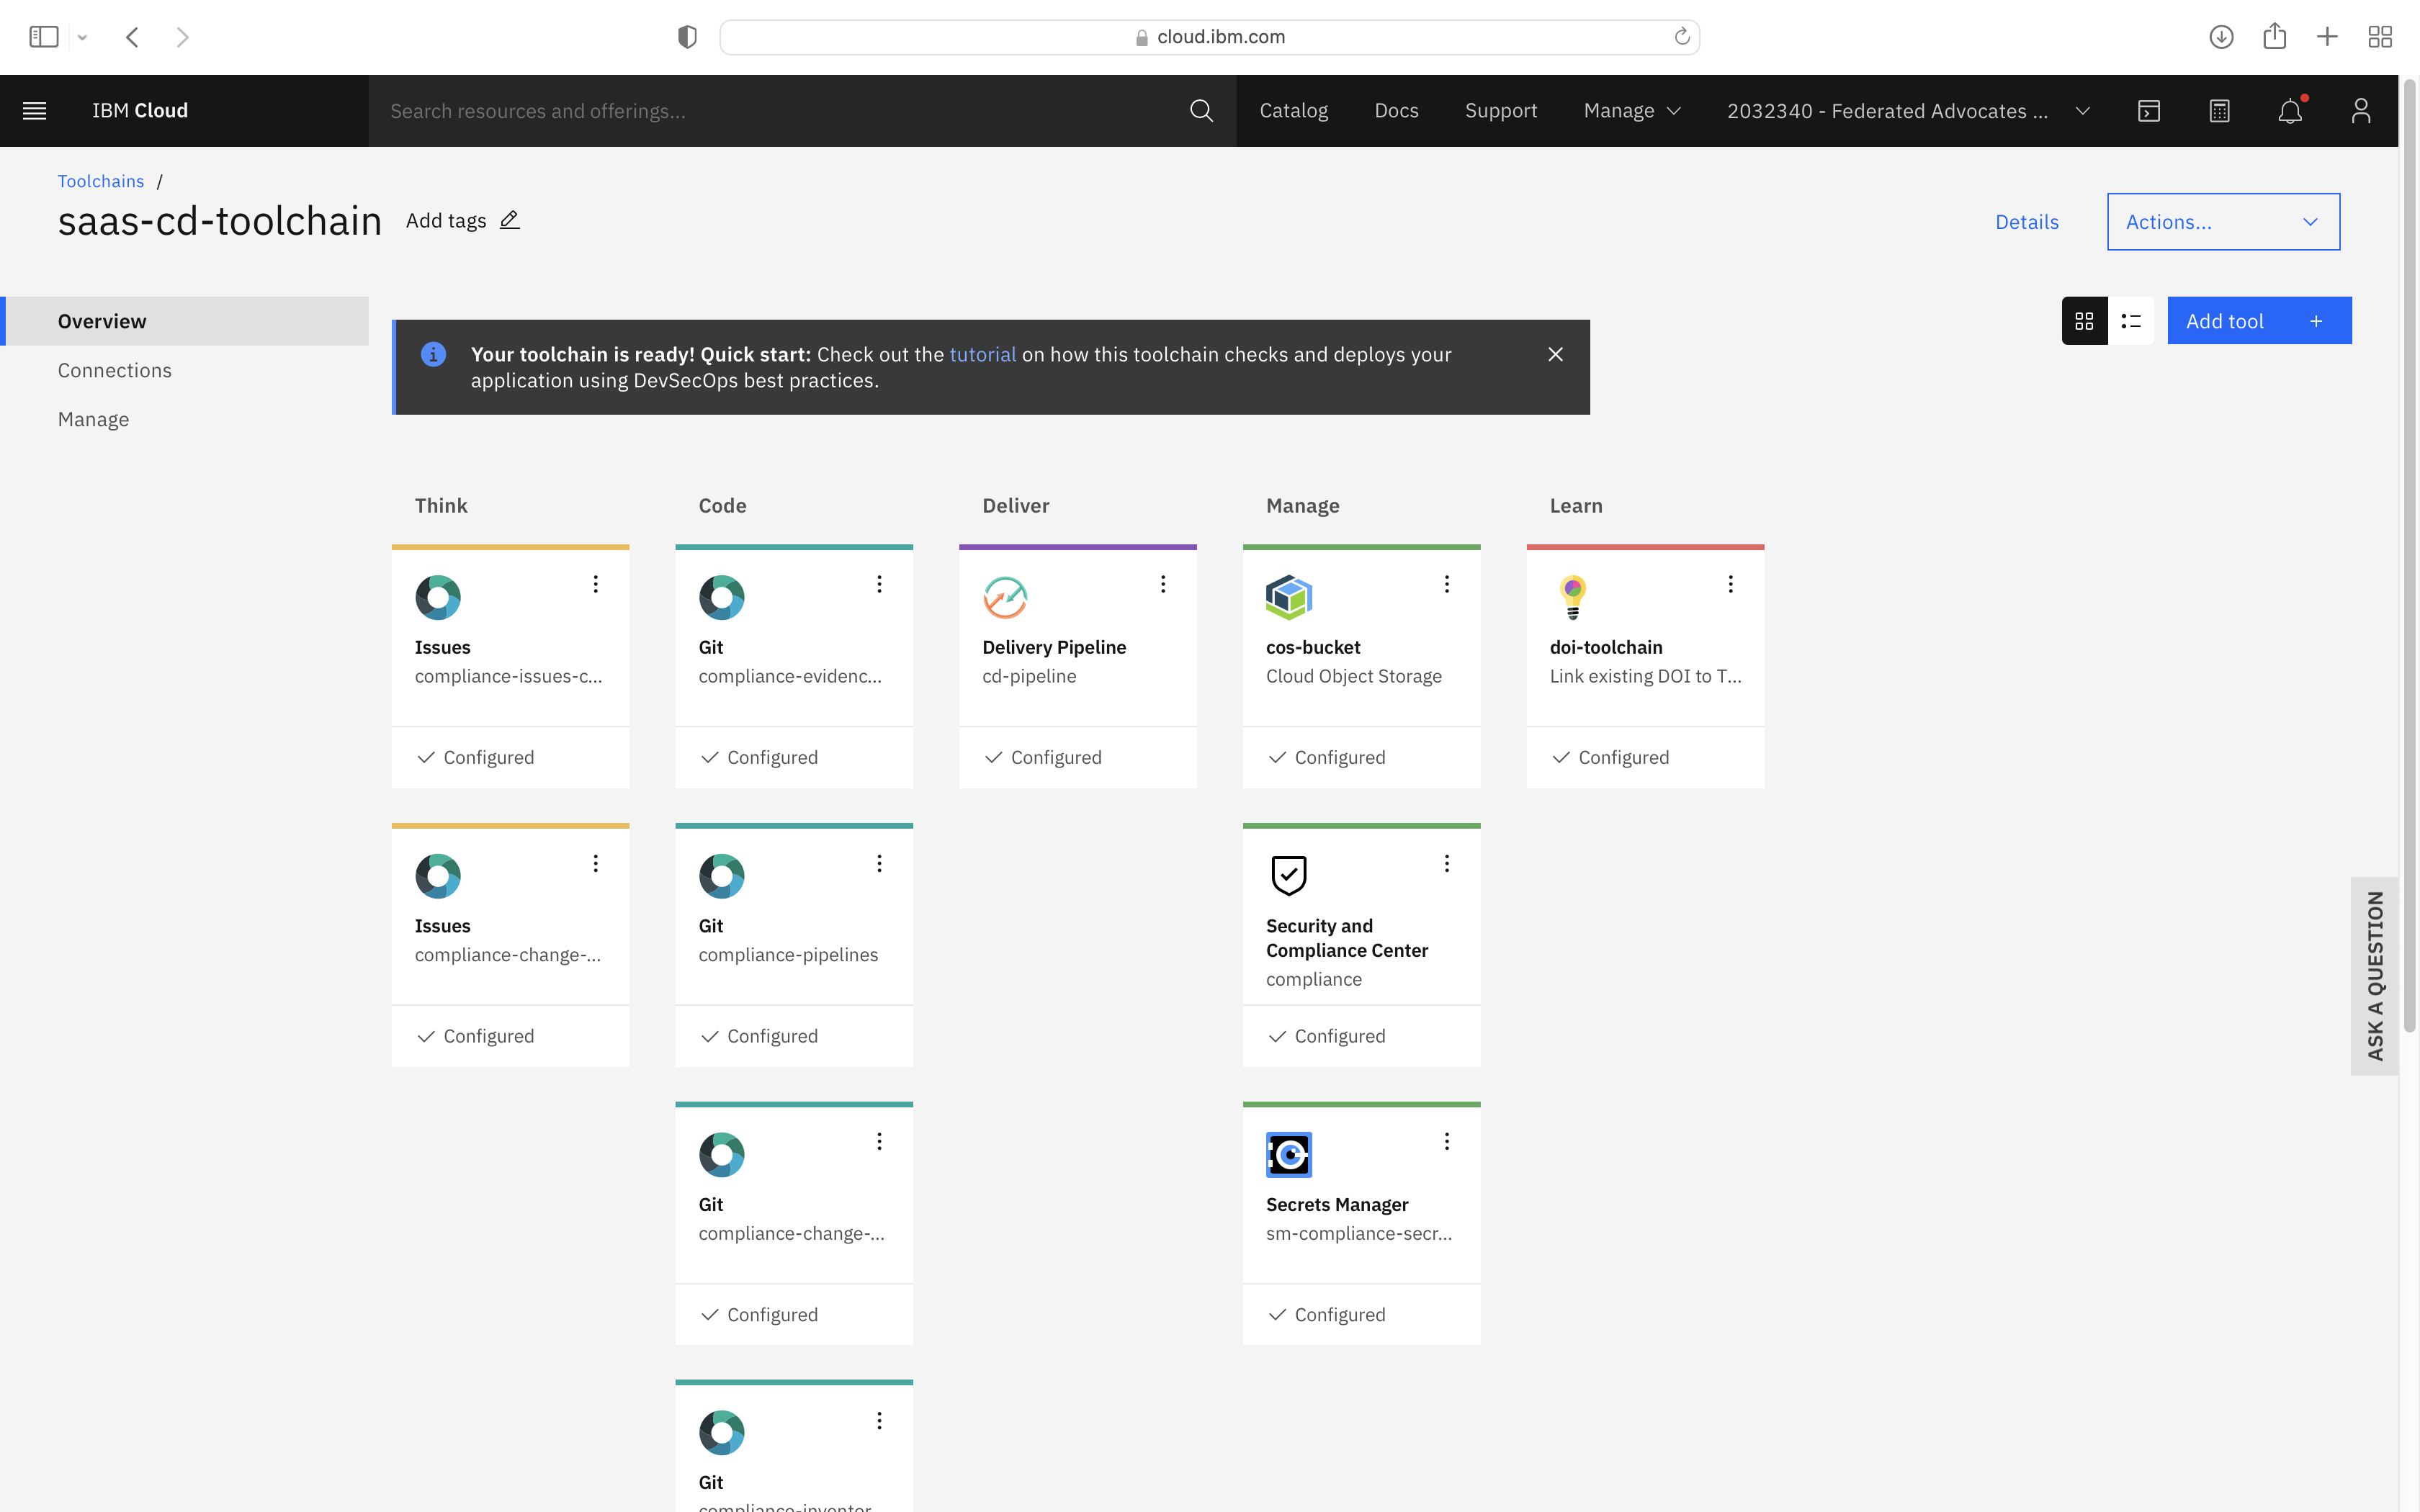 cloud.ibm.com
IBM Cloud
Search resources and offerings...
Catalog
Docs
Support
Manage
2032340 - Federated Advocates ...
Toolchains /
saas-cd-toolchain
Add tags
Details
Actions...
Overview
Connections
Manage
Add tool +
Your toolchain is ready! Quick start: Check out the tutorial on how this toolchain checks and deploys your
application using DevSecOps best practices.
Think
Issues
compliance-issues-c...
Configured
Issues
compliance-change-...
Configured
Code
Git
compliance-evidenc...
Configured
Git
compliance-pipelines
Configured
Git
compliance-change-...
Configured
Git
compliance-inventor
Deliver
Delivery Pipeline
cd-pipeline
Configured
Manage
cos-bucket
Cloud Object Storage
Configured
Security and
Compliance Center
compliance
Configured
Secrets Manager
sm-compliance-secr...
Configured
Learn
doi-toolchain
Link existing DOI to T...
Configured
ASK A QUESTION